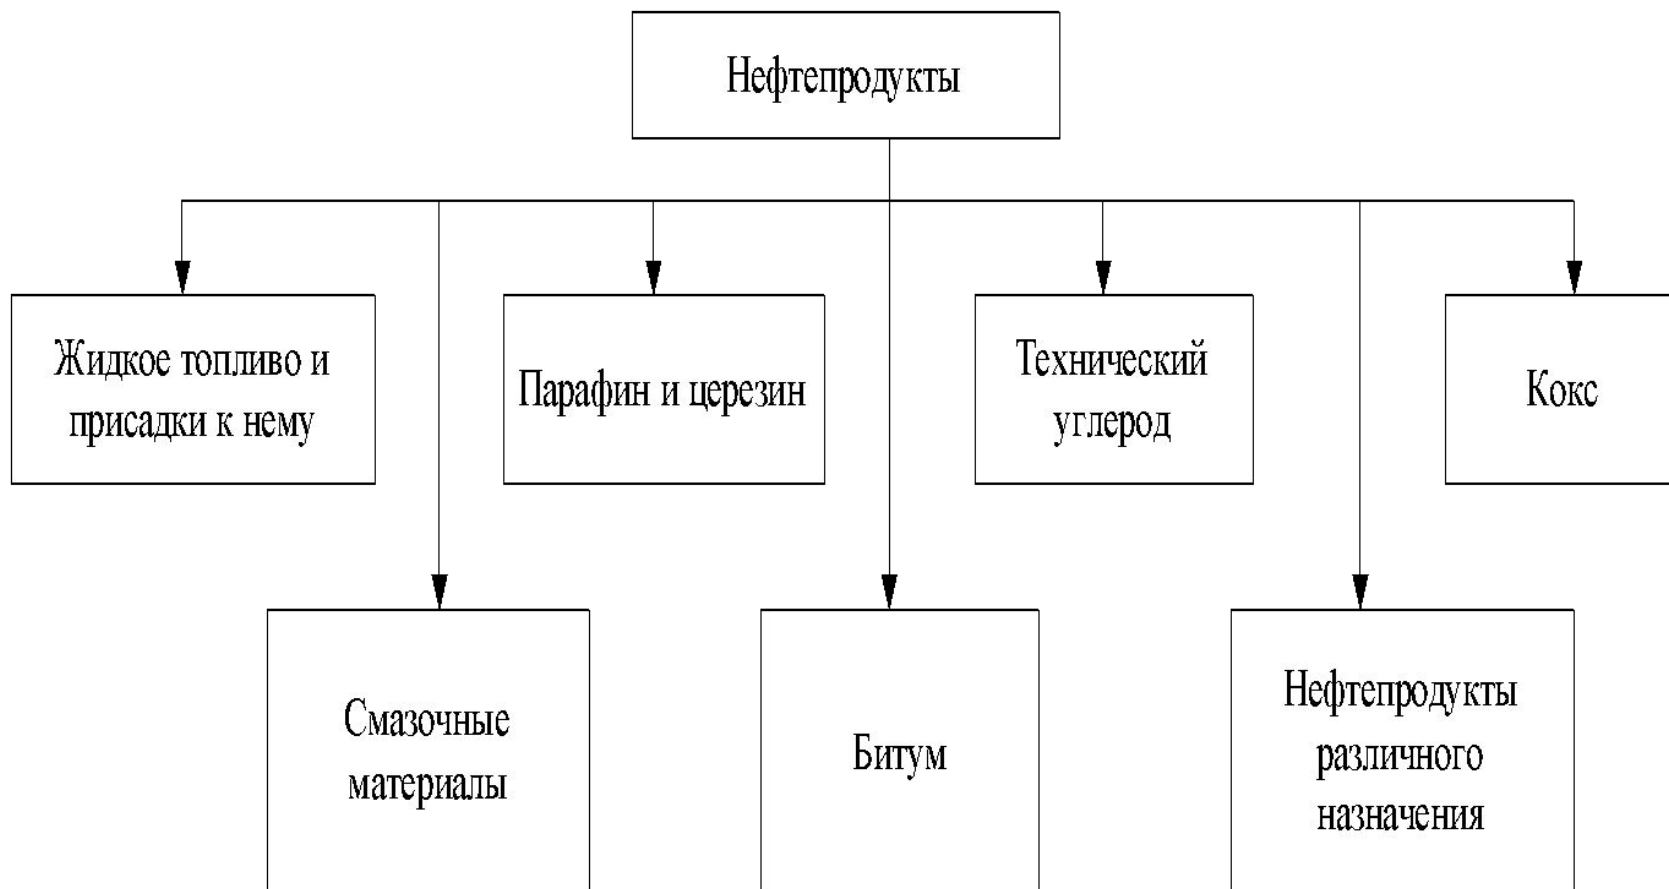 Нефтепродукты
Жидкое топливо и
присадки к нему
Парафин и церезин
Технический
углерод
Кокс
Смазочные
материалы
Битум
Нефтепродукты
различного
назначения